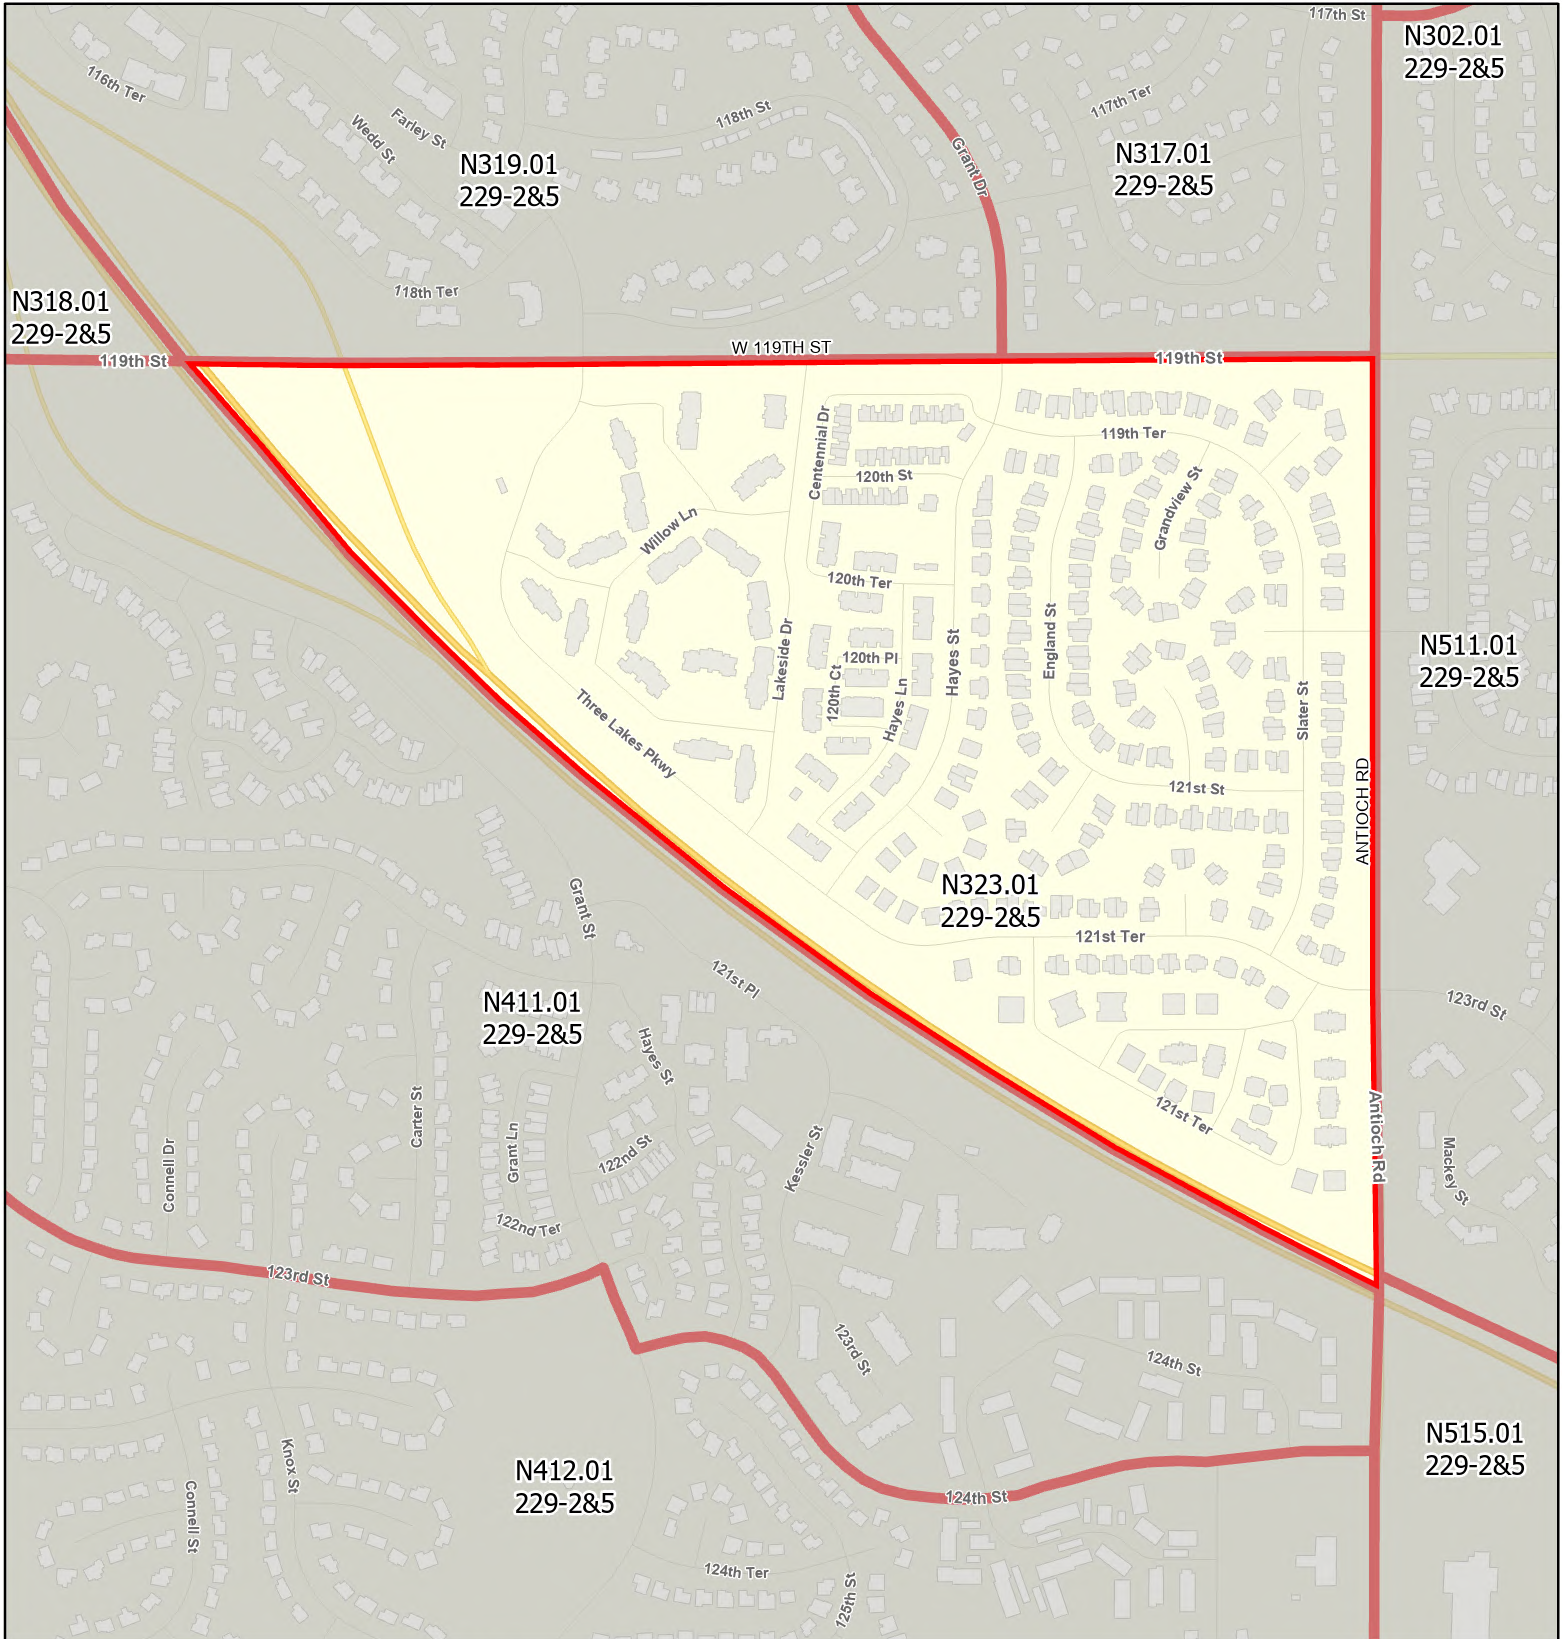 117th St
N302.01
229-2&5
116th Ter
Farley St
Wedd St
118th St
117th Ter
Grant Dr
N319.01
229-2&5
N317.01
229-2&5
118th Ter
N318.01
229-2&5
119th St
W 119TH ST
119th St
Centennial Dr
119th Ter
120th St
Grandview St
Willow Ln
120th Ter
Lakeside Dr
120th Pl
120th Ct
Hayes Ln
Hayes St
England St
Slater St
N511.01
229-2&5
Three Lakes Pkwy
121st St
ANTIOCH RD
N323.01
229-2&5
Grant St
121st Ter
121st Pl
N411.01
229-2&5
123rd St
Hayes St
Carter St
121st Ter
Antioch Rd
Connell Dr
Grant Ln
122nd St
Kessler St
Mackey St
122nd Ter
123rd St
123rd St
124th St
N515.01
229-2&5
Knox St
Connell St
N412.01
229-2&5
124th St
124th Ter
125th St